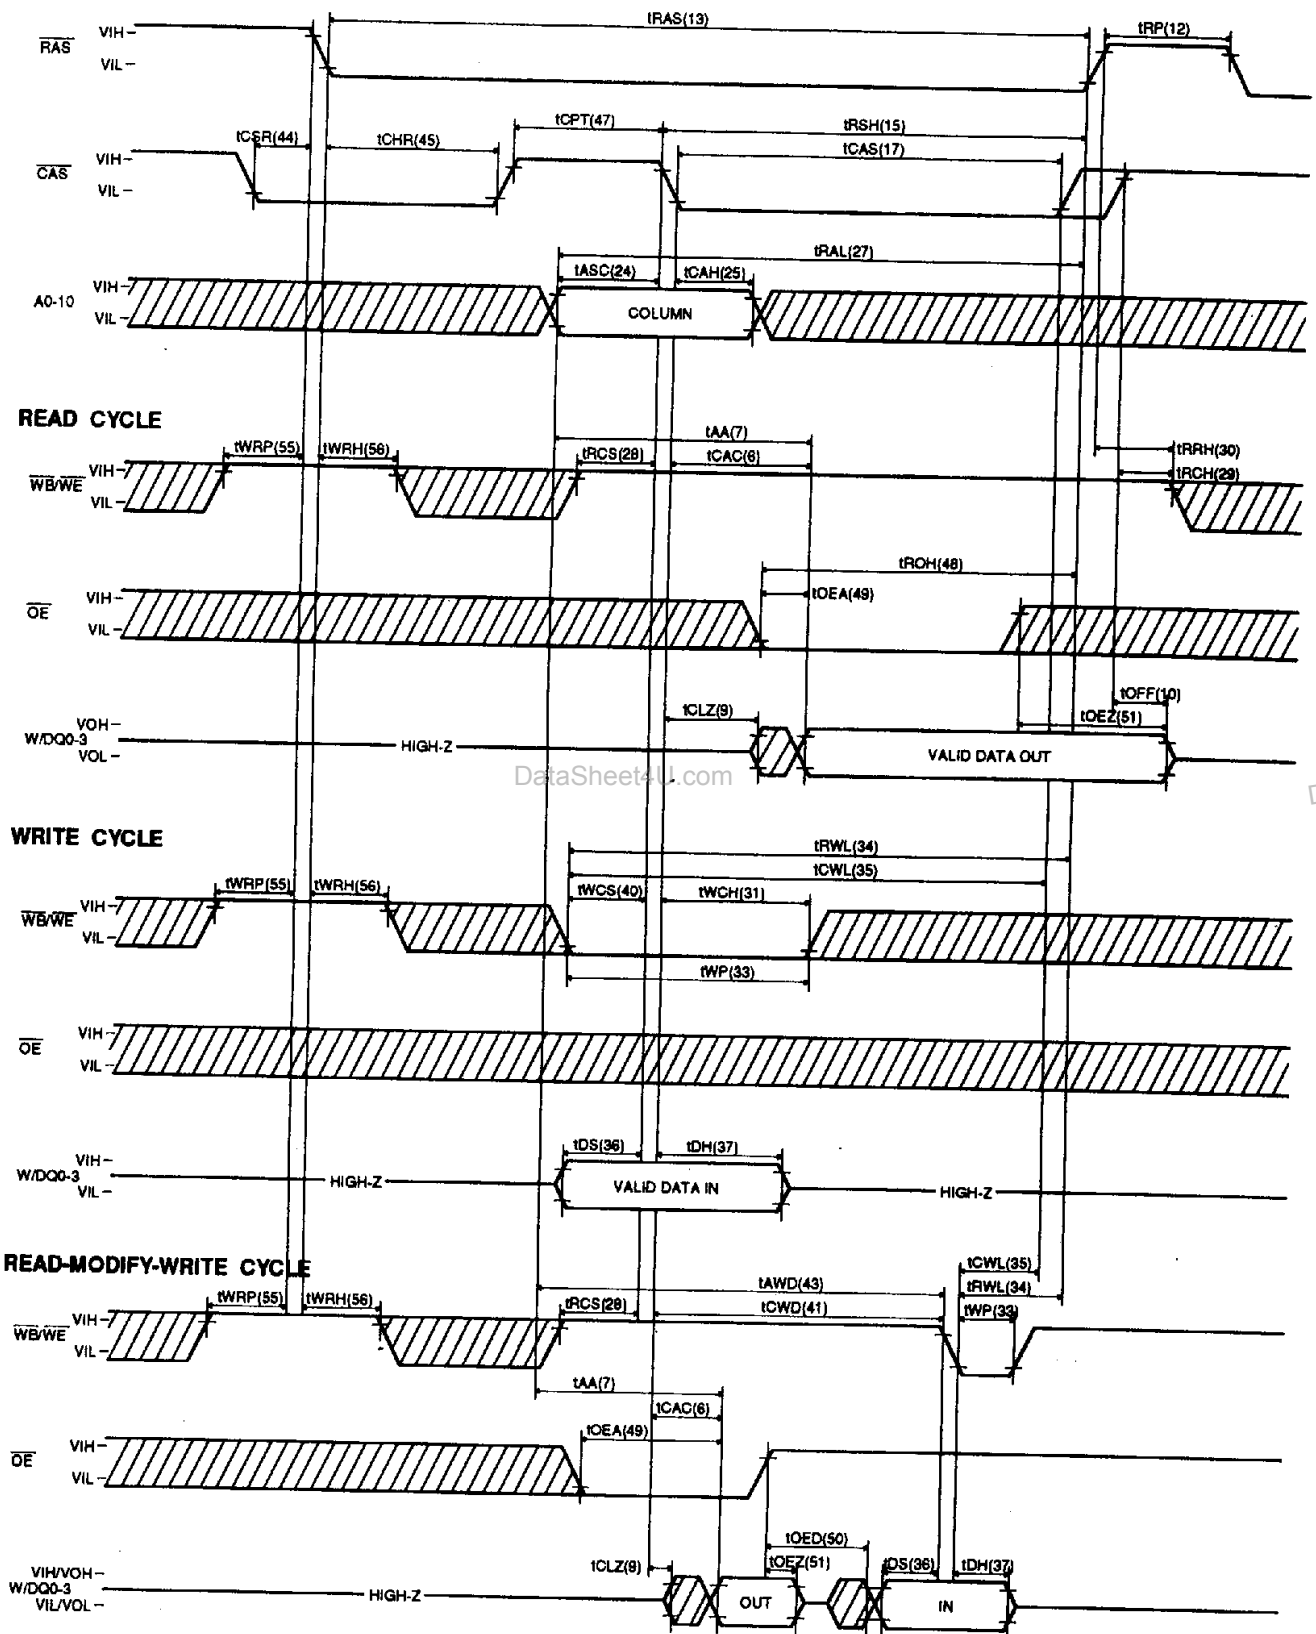 tRAS(13)
tRP(12)
RAS
VIH
VIL
tCSR(44)
tCHR(45)
tCPT(47)
tRSH(15)
tCAS(17)
CAS
VIH
VIL
tRAL(27)
tASC(24)
tCAH(25)
A0-10
VIH
VIL
COLUMN
READ CYCLE
tAA(7)
tWRP(55)
tWRH(56)
tRCS(28)
tCAC(6)
tRRH(30)
tRCH(29)
WB/WE
VIH
VIL
tROH(48)
tOEA(49)
OE
VIH
VIL
tOFF(10)
tCLZ(9)
tOEZ(51)
VOH
W/DQ0-3
VOL
HIGH-Z
VALID DATA OUT
DataSheet4U.com
WRITE CYCLE
tRWL(34)
tCWL(35)
tWRP(55)
tWRH(56)
tWCS(40)
tWCH(31)
WB/WE
VIH
VIL
tWP(33)
OE
VIH
VIL
tDS(36)
tDH(37)
VIH
W/DQ0-3
VIL
HIGH-Z
VALID DATA IN
HIGH-Z
READ-MODIFY-WRITE CYCLE
tCWL(35)
tAWD(43)
tRWL(34)
tWRP(55)
tWRH(56)
tRCS(28)
tCWD(41)
tWP(33)
WB/WE
VIH
VIL
tAA(7)
tCAC(6)
tOEA(49)
OE
VIH
VIL
tOED(50)
tCLZ(9)
tOEZ(51)
tDS(36)
tDH(37)
VIH/VOH
W/DQ0-3
VIL/VOL
HIGH-Z
OUT
IN